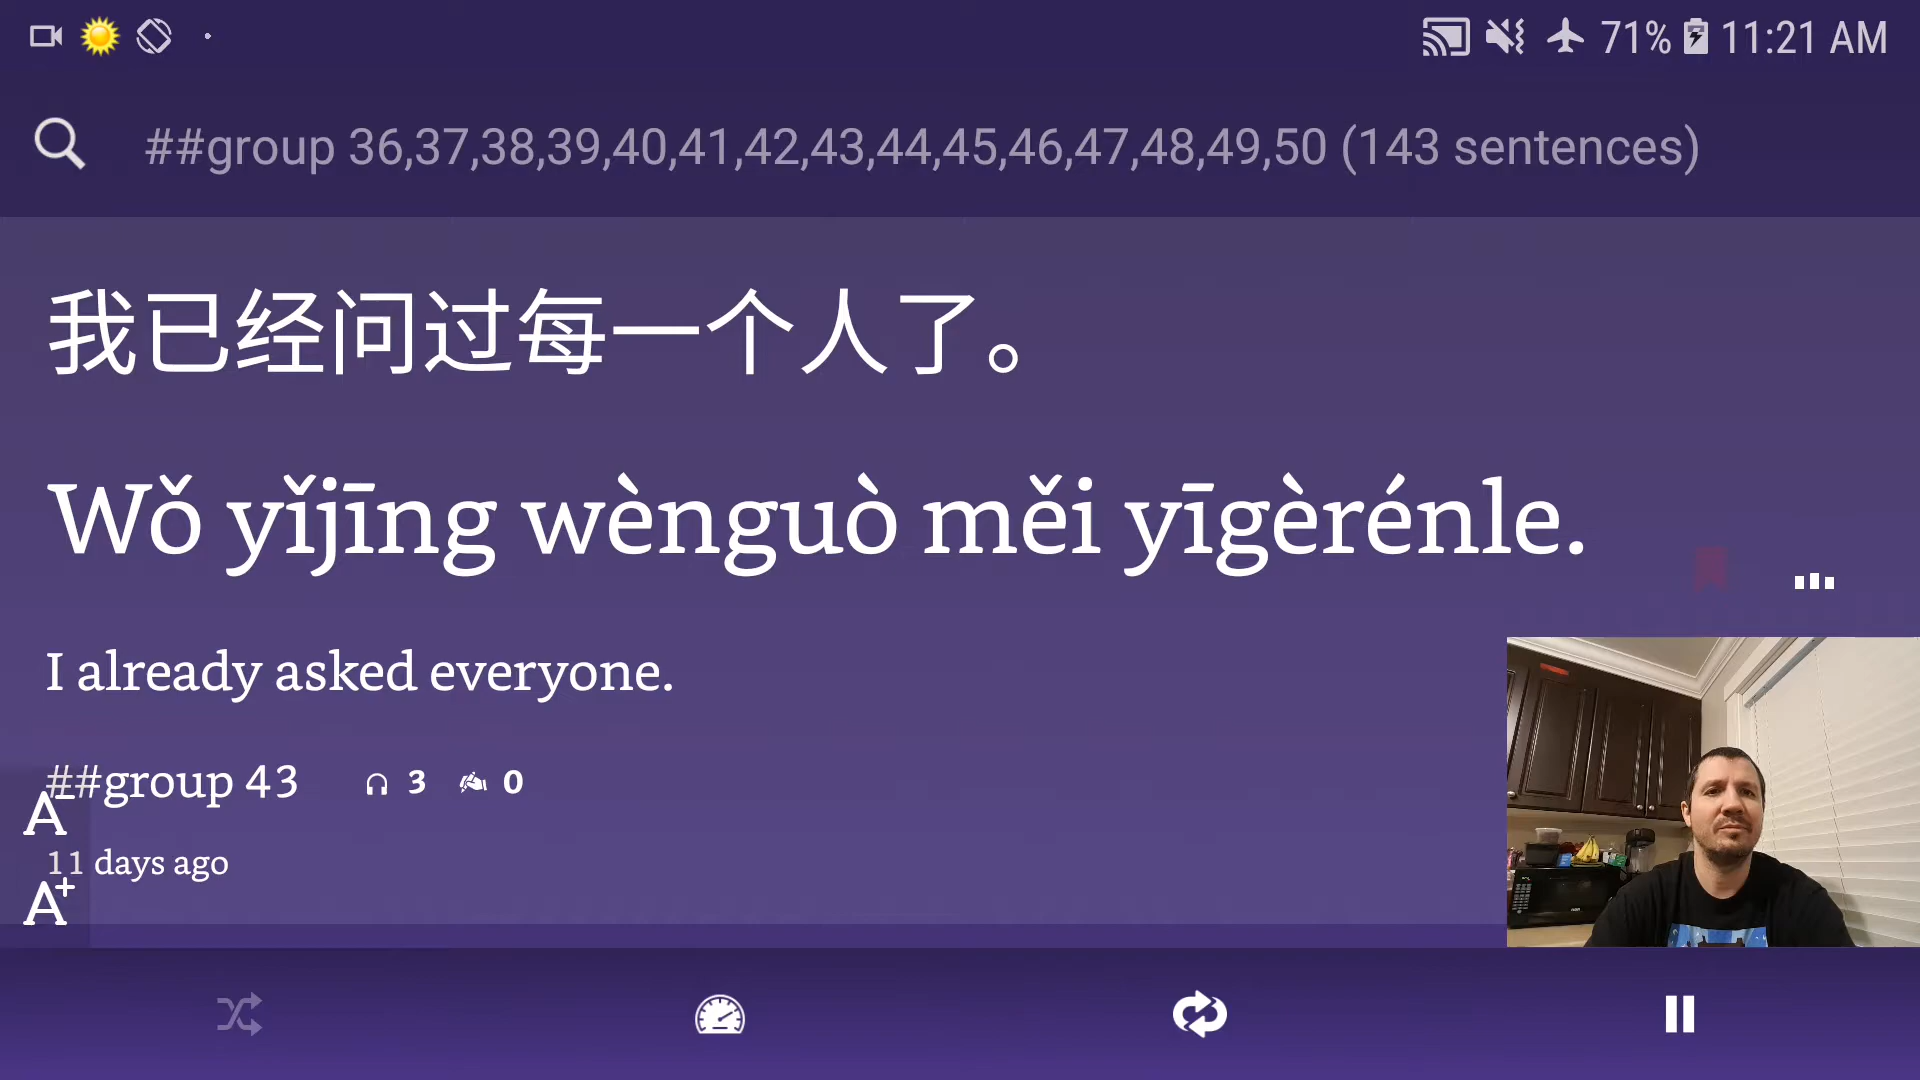 71% 11:21 AM
##group 36,37,38,39,40,41,42,43,44,45,46,47,48,49,50 (143 sentences)
我已经问过每一个人了。
Wǒ yǐjīng wènguò měi yīgèrénle.
I already asked everyone.
##group 43 3 0
A-
11 days ago
A+